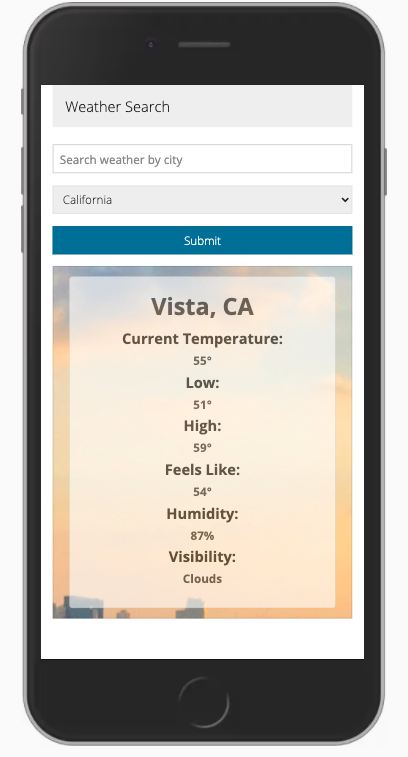 Weather Search
Search weather by city
California
Submit
Vista, CA
Current Temperature:
55°
Low:
51°
High:
59°
Feels Like:
54°
Humidity:
87%
Visibility:
Clouds